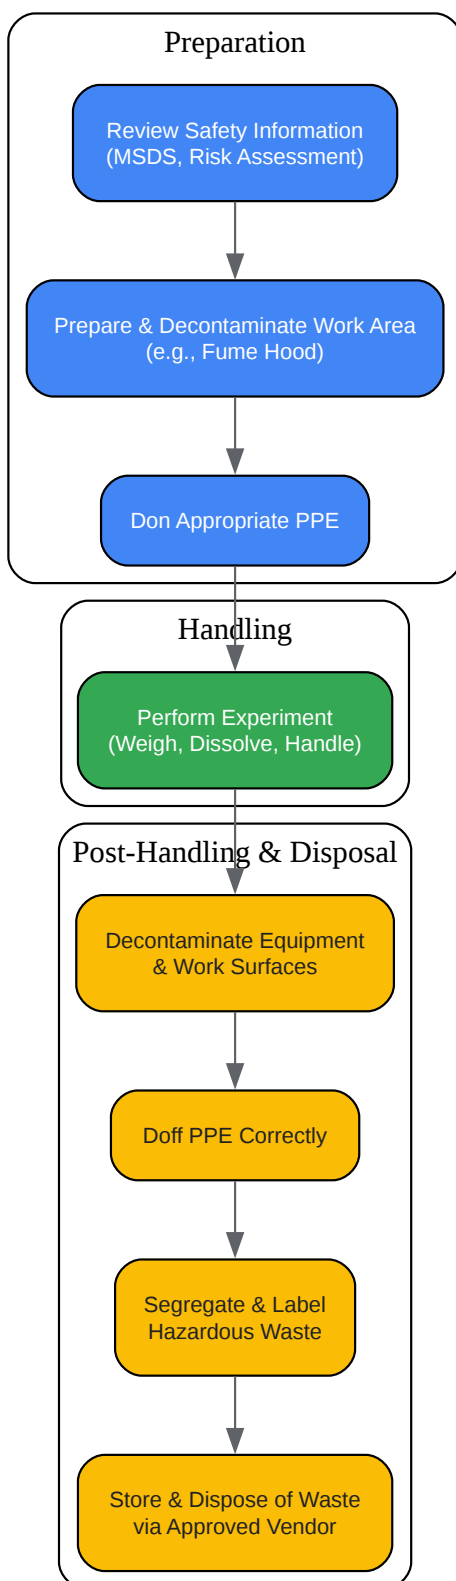 Preparation
Review Safety Information
(MSDS, Risk Assessment)
Prepare & Decontaminate Work Area
(e.g., Fume Hood)
Don Appropriate PPE
Handling
Perform Experiment
(Weigh, Dissolve, Handle)
Post-Handling & Disposal
Decontaminate Equipment
& Work Surfaces
Doff PPE Correctly
Segregate & Label
Hazardous Waste
Store & Dispose of Waste
via Approved Vendor